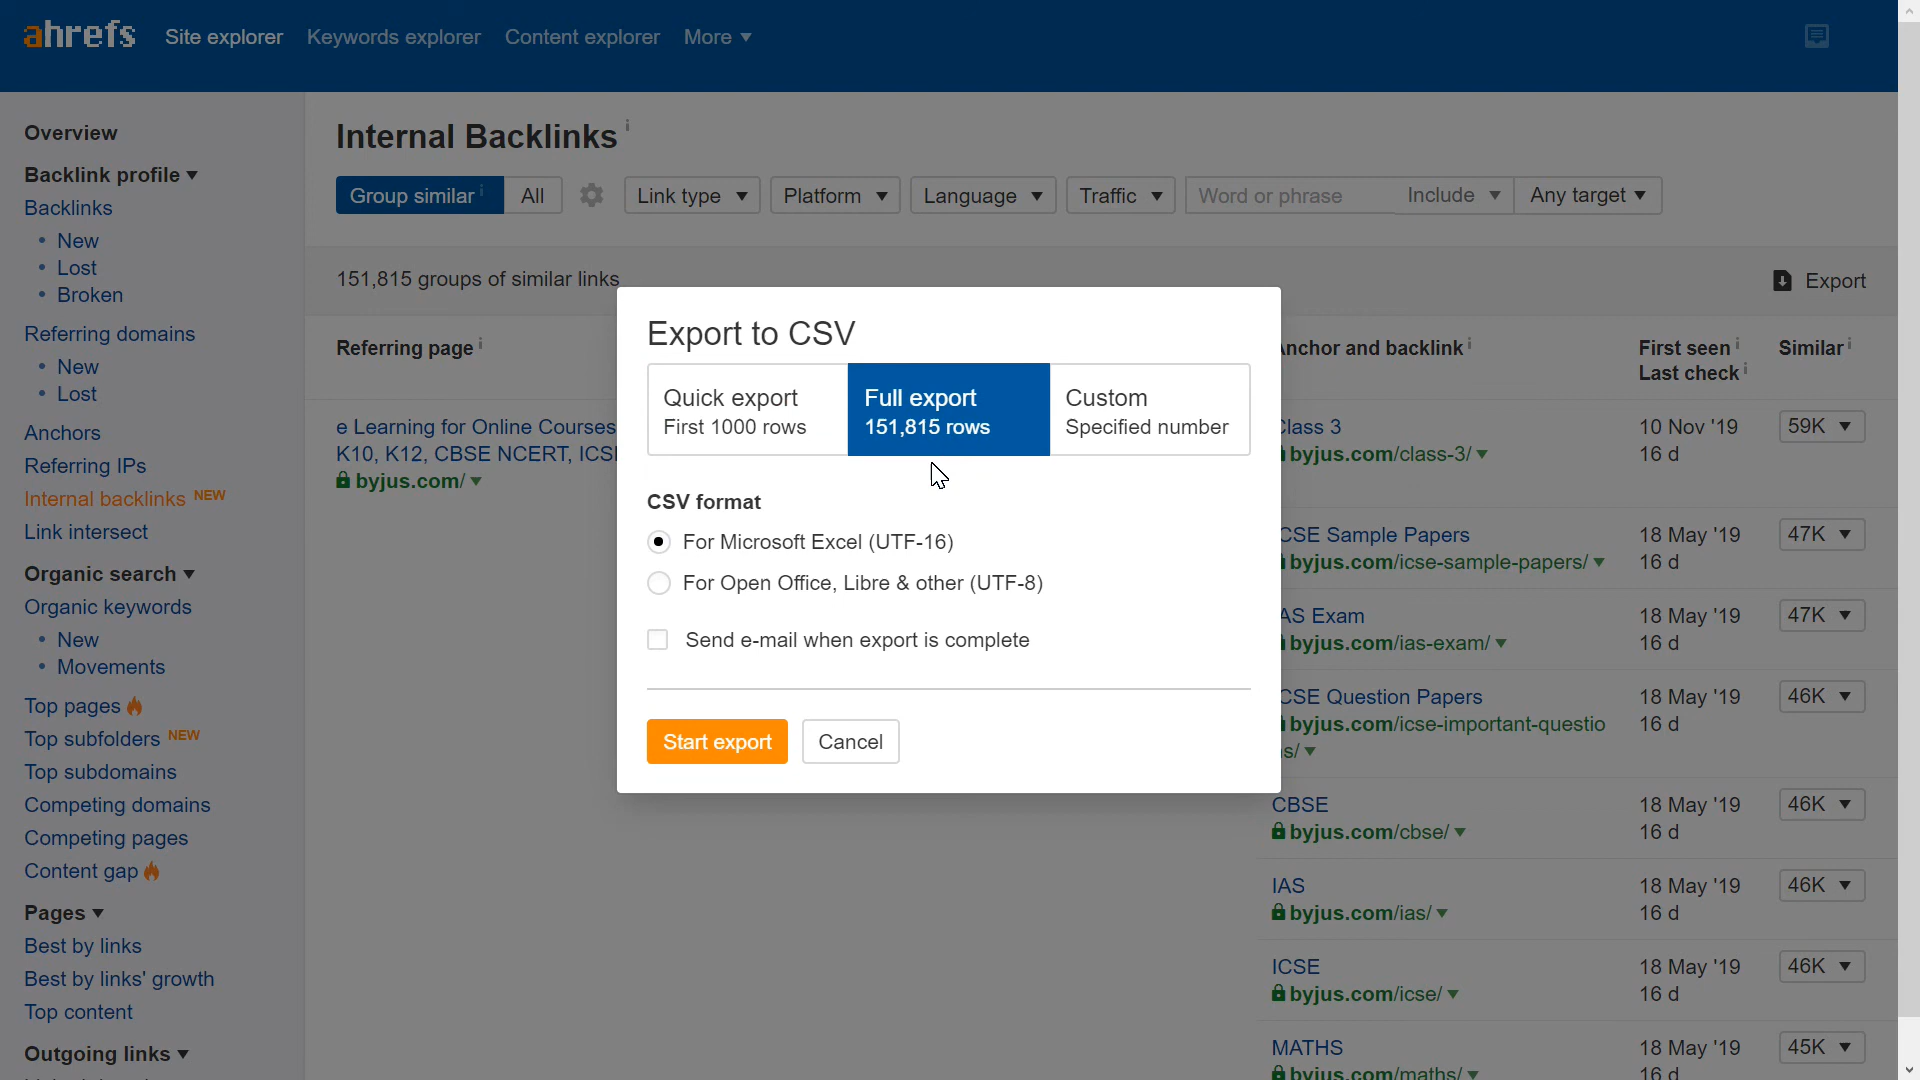 ahrefs Site explorer Keywords explorer Content explorer More
Overview
Backlink profile
Backlinks
• New
• Lost
• Broken
Referring domains
• New
• Lost
Anchors
Referring IPs
Internal backlinks NEW
Link intersect
Organic search
Organic keywords
• New
• Movements
Top pages
Top subfolders NEW
Top subdomains
Competing domains
Competing pages
Content gap
Pages
Best by links
Best by links' growth
Top content
Outgoing links
Internal Backlinks i
Group similar i All Link type Platform Language Traffic Word or phrase Include Any target
151,815 groups of similar links
Export
Referring page i
e Learning for Online Courses
K10, K12, CBSE NCERT, ICSE
byjus.com/
Export to CSV
Quick export
First 1000 rows
Full export
151,815 rows
Custom
Specified number
CSV format
For Microsoft Excel (UTF-16)
For Open Office, Libre & other (UTF-8)
Send e-mail when export is complete
Start export Cancel
Anchor and backlink i First seen i Similar i
Last check i
Class 3 10 Nov '19 59K
byjus.com/class-3/ 16 d
ICSE Sample Papers 18 May '19 47K
byjus.com/icse-sample-papers/ 16 d
IAS Exam 18 May '19 47K
byjus.com/ias-exam/ 16 d
ICSE Question Papers 18 May '19 46K
byjus.com/icse-important-questio 16 d
ns/
CBSE 18 May '19 46K
byjus.com/cbse/ 16 d
IAS 18 May '19 46K
byjus.com/ias/ 16 d
ICSE 18 May '19 46K
byjus.com/icse/ 16 d
MATHS 18 May '19 45K
byjus.com/maths/ 16 d